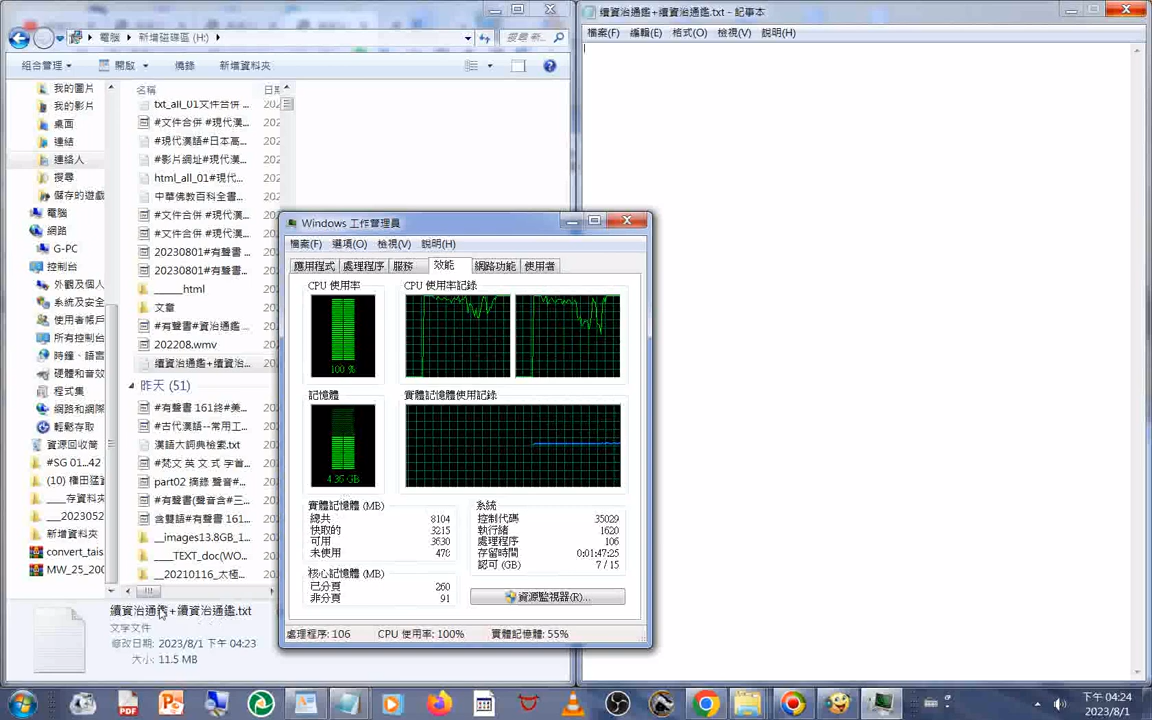 續資治通鑑+續資治通鑑.txt - 記事本
檔案(F) 編輯(E) 格式(O) 檢視(V) 說明(H)
電腦 新增磁碟區 (H:)
搜尋 新...
組合管理 開啟 燒錄 新增資料夾
名稱
我的圖片
我的影片
桌面
連結
連絡人
搜尋
儲存的遊戲
電腦
網路
G-PC
控制台
外觀及個人
系統及安全
使用者帳戶
所有控制台
時鐘、語言
硬體和音效
程式集
網路和網際
輕鬆存取
資源回收筒
#SG 01...42
(10) 權田猛
____存資料夾
___2023052
新增資料夾
convert_tais
MW_25_200
txt_all_01文件合併 ...
#文件合併 #現代漢...
#現代漢語#日本高...
#影片網址#現代漢...
html_all_01#現代...
中華佛教百科全書...
#文件合併 #現代漢...
#文件合併 #現代漢...
20230801#有聲書 ...
20230801#有聲書 ...
______html
文章
#有聲書#資治通鑑 ...
202208.wmv
續資治通鑑+續資治...
昨天 (51)
#有聲書 161終#美...
#古代漢語--常用工...
漢語大詞典檢索.txt
#梵文 英 文 式 字首...
part02 摘錄 聲音#...
#有聲書(聲音含#三...
含雙語#有聲書 161...
__images13.8GB_1...
____TEXT_doc(WO...
__20210116_太極...
續資治通鑑+續資治通鑑.txt
文字文件
修改日期: 2023/8/1 下午 04:23
大小: 11.5 MB
Windows 工作管理員
檔案(F) 選項(O) 檢視(V) 說明(H)
應用程式 處理程序 服務 效能 網路功能 使用者
CPU 使用率 CPU 使用率記錄
100 %
記憶體 實體記憶體使用記錄
4.36 GB
實體記憶體 (MB)
總共 8104
快取的 3215
可用 3630
未使用 478
核心記憶體 (MB)
已分頁 260
非分頁 91
系統
控制代碼 35029
執行緒 1620
處理程序 106
存留時間 0:01:47:25
認可 (GB) 7 / 15
資源監視器(R)...
處理程序: 106 CPU 使用率: 100% 實體記憶體: 55%
下午 04:24
2023/8/1